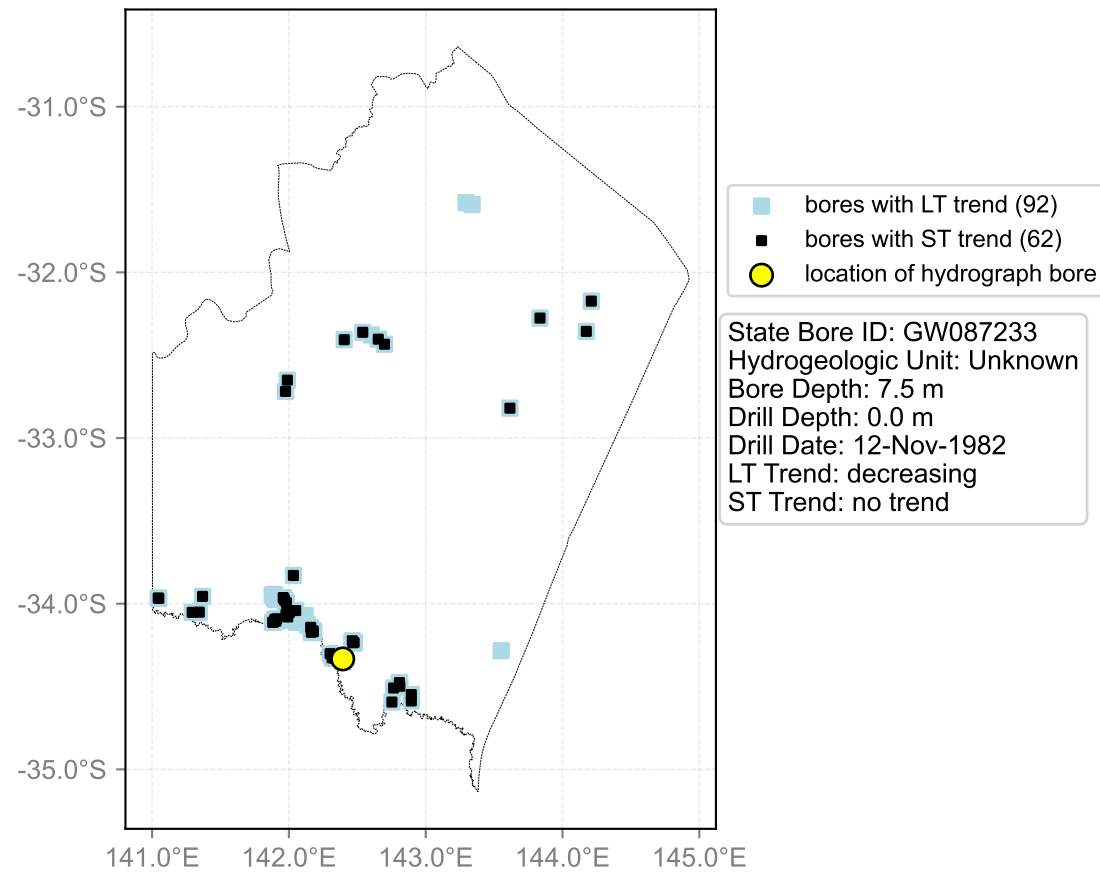 -31.0°S
-32.0°S
-33.0°S
-34.0°S
-35.0°S
141.0°E 142.0°E 143.0°E 144.0°E 145.0°E
bores with LT trend (92)
bores with ST trend (62)
location of hydrograph bore
State Bore ID: GW087233
Hydrogeologic Unit: Unknown
Bore Depth: 7.5 m
Drill Depth: 0.0 m
Drill Date: 12-Nov-1982
LT Trend: decreasing
ST Trend: no trend